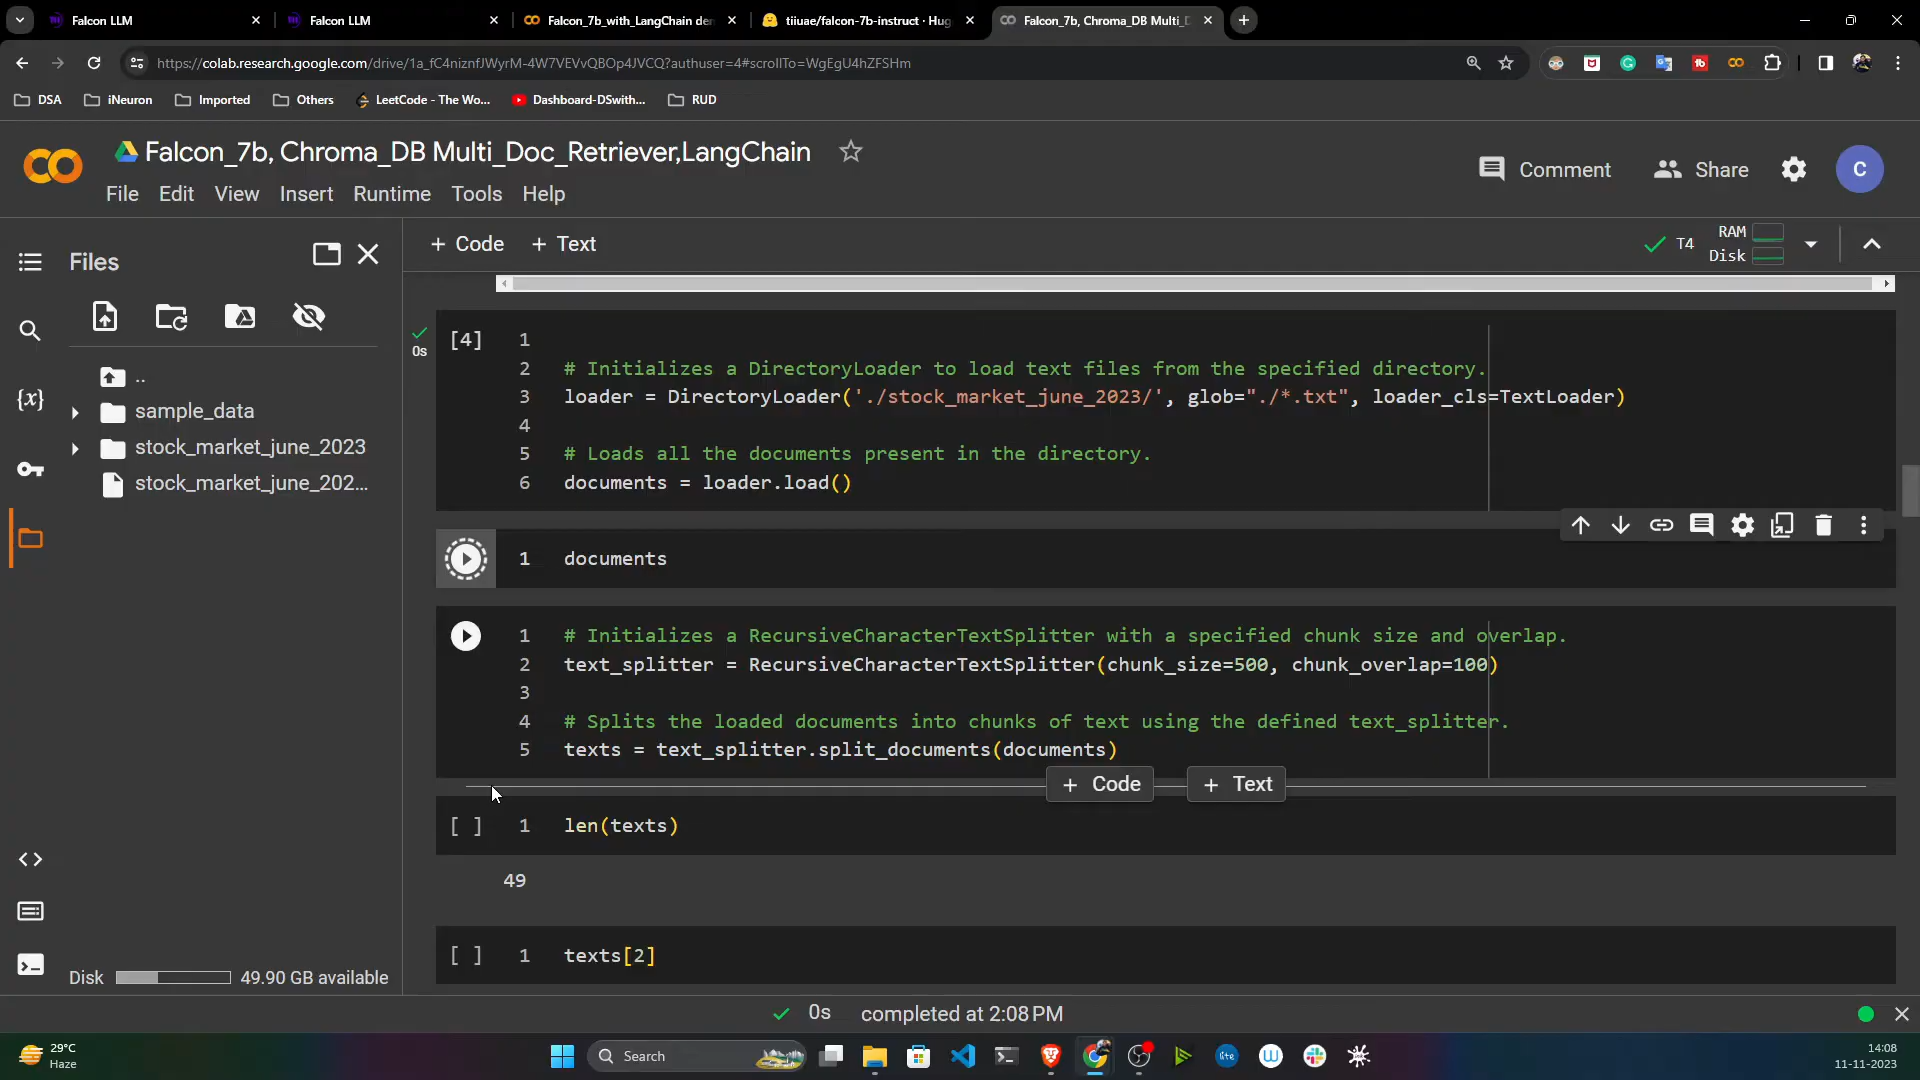 Falcon LLM
Falcon LLM
Falcon_7b_with_LangChain den
tiiuae/falcon-7b-instruct · Hug
Falcon_7b, Chroma_DB Multi_D
https://colab.research.google.com/drive/1a_fC4niznfJWyrM-4W7VEVvQBOp4JVCQ?authuser=4#scrollTo=WgEgU4hZFSHm
DSA
iNeuron
Imported
Others
LeetCode - The Wo...
Dashboard-DSwith...
RUD
Falcon_7b, Chroma_DB Multi_Doc_Retriever,LangChain
Comment
Share
C
File Edit View Insert Runtime Tools Help
Files
+ Code + Text
T4
RAM
Disk
..
sample_data
stock_market_june_2023
stock_market_june_202...
0s
[4]
1
2 # Initializes a DirectoryLoader to load text files from the specified directory.
3 loader = DirectoryLoader('./stock_market_june_2023/', glob="./*.txt", loader_cls=TextLoader)
4
5 # Loads all the documents present in the directory.
6 documents = loader.load()
1 documents
1 # Initializes a RecursiveCharacterTextSplitter with a specified chunk size and overlap.
2 text_splitter = RecursiveCharacterTextSplitter(chunk_size=500, chunk_overlap=100)
3
4 # Splits the loaded documents into chunks of text using the defined text_splitter.
5 texts = text_splitter.split_documents(documents)
+ Code + Text
[ ] 1 len(texts)
49
[ ] 1 texts[2]
Disk 49.90 GB available
0s completed at 2:08 PM
29°C
Haze
Search
14:08
11-11-2023